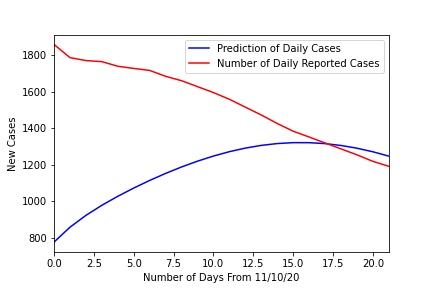 Prediction of Daily Cases
Number of Daily Reported Cases
New Cases
1800
1600
1400
1200
1000
800
0.0 2.5 5.0 7.5 10.0 12.5 15.0 17.5 20.0
Number of Days From 11/10/20